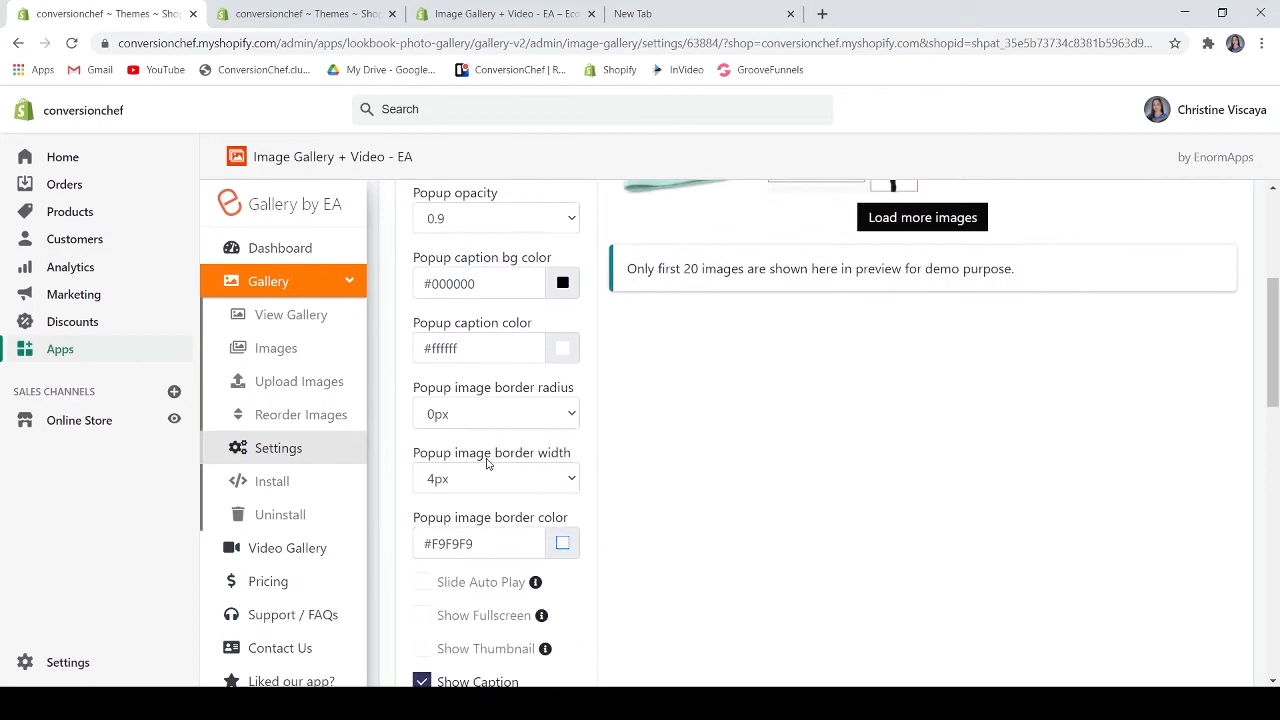 conversionchef ~ Themes ~ Shop
conversionchef ~ Themes ~ Shop
Image Gallery + Video - EA – Eco
New Tab
conversionchef.myshopify.com/admin/apps/lookbook-photo-gallery/gallery_v2/admin/image-gallery/settings/63884/?shop=conversionchef.myshopify.com&shopid=shpat_35e5b73734c8381b5963d9...
Apps
Gmail
YouTube
ConversionChef.clu...
My Drive - Google...
ConversionChef | R...
Shopify
InVideo
GrooveFunnels
conversionchef
Search
Christine Viscaya
Home
Orders
Products
Customers
Analytics
Marketing
Discounts
Apps
SALES CHANNELS
Online Store
Settings
Image Gallery + Video - EA
by EnormApps
Gallery by EA
Dashboard
Gallery
View Gallery
Images
Upload Images
Reorder Images
Settings
Install
Uninstall
Video Gallery
Pricing
Support / FAQs
Contact Us
Liked our app?
Popup opacity
0.9
Popup caption bg color
#000000
Popup caption color
#ffffff
Popup image border radius
0px
Popup image border width
4px
Popup image border color
#F9F9F9
Slide Auto Play
Show Fullscreen
Show Thumbnail
Show Caption
Load more images
Only first 20 images are shown here in preview for demo purpose.